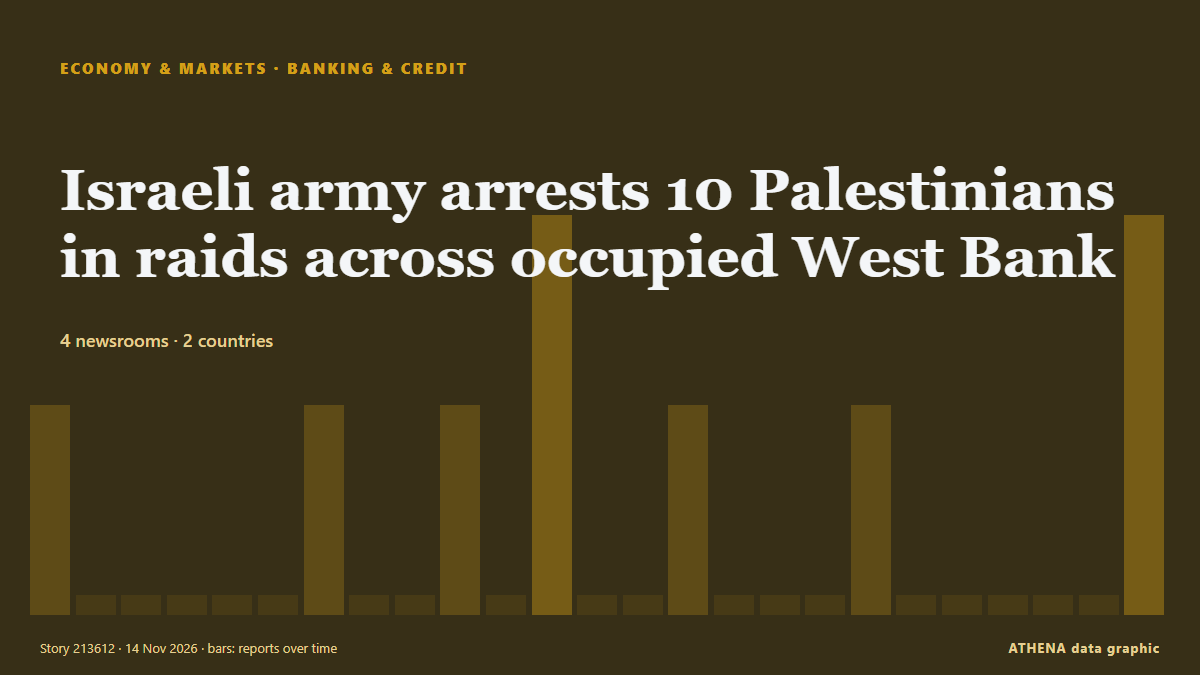 ECONOMY & MARKETS · BANKING & CREDIT
Israeli army arrests 10 Palestinians
in raids across occupied West Bank
4 newsrooms · 2 countries
Story 213612 · 14 Nov 2026 · bars: reports over time
ATHENA data graphic